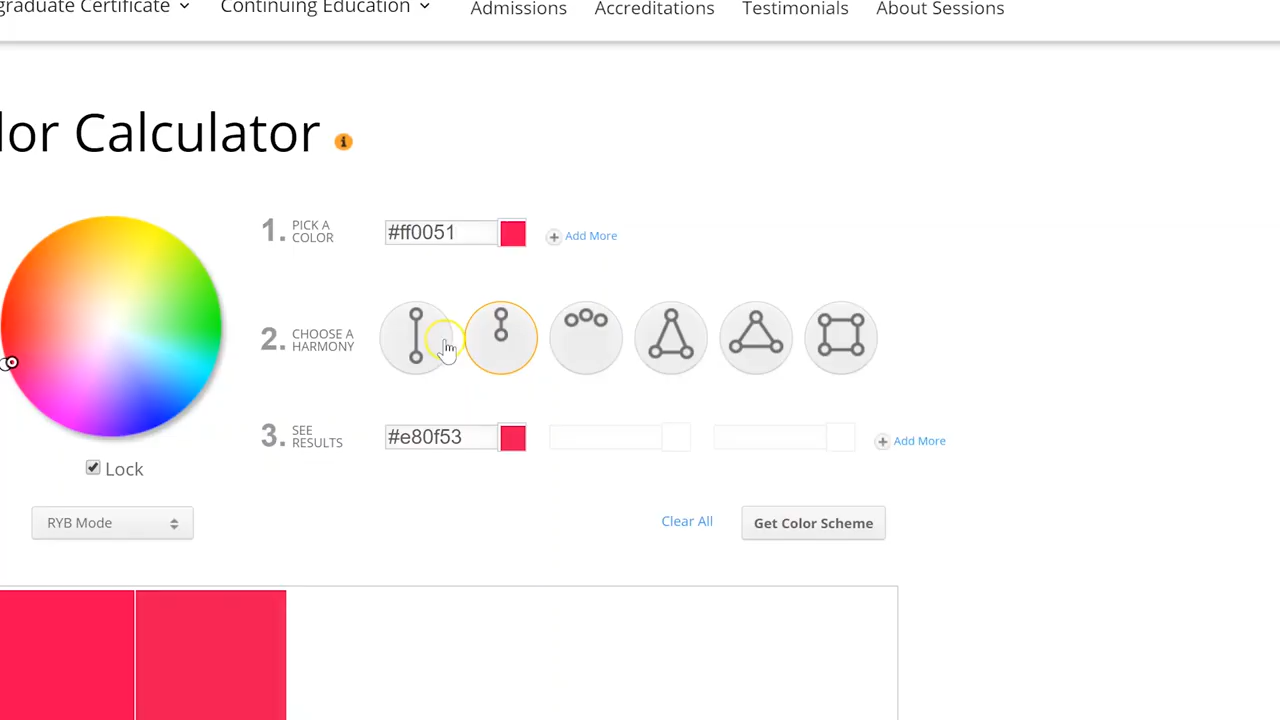 graduate Certificate
Continuing Education
Admissions
Accreditations
Testimonials
About Sessions
lor Calculator
1. PICK A
COLOR
#ff0051
Add More
2. CHOOSE A
HARMONY
3. SEE
RESULTS
#e80f53
Add More
Lock
RYB Mode
Clear All
Get Color Scheme